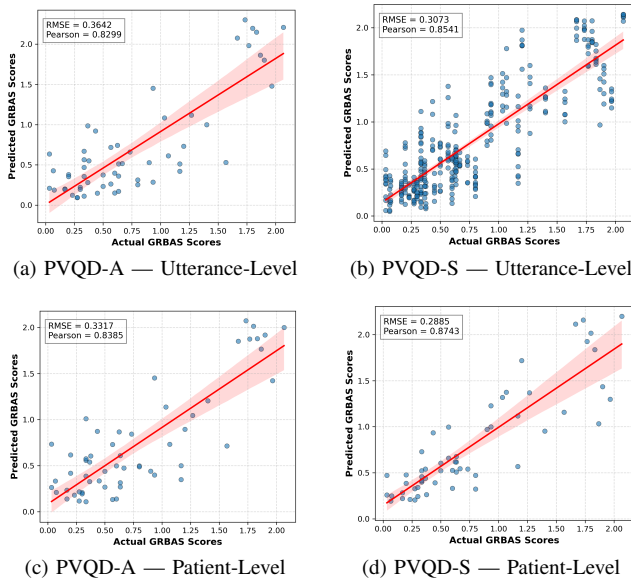 RMSE = 0.3642
Pearson = 0.8299
Predicted GRBAS Scores
2.0
1.5
1.0
0.5
0.0
0.00 0.25 0.50 0.75 1.00 1.25 1.50 1.75 2.00
Actual GRBAS Scores
(a) PVQD-A — Utterance-Level
RMSE = 0.3073
Pearson = 0.8541
Predicted GRBAS Scores
2.0
1.5
1.0
0.5
0.0
0.00 0.25 0.50 0.75 1.00 1.25 1.50 1.75 2.00
Actual GRBAS Scores
(b) PVQD-S — Utterance-Level
RMSE = 0.3317
Pearson = 0.8385
Predicted GRBAS Scores
2.0
1.5
1.0
0.5
0.0
0.00 0.25 0.50 0.75 1.00 1.25 1.50 1.75 2.00
Actual GRBAS Scores
(c) PVQD-A — Patient-Level
RMSE = 0.2885
Pearson = 0.8743
Predicted GRBAS Scores
2.0
1.5
1.0
0.5
0.0
0.00 0.25 0.50 0.75 1.00 1.25 1.50 1.75 2.00
Actual GRBAS Scores
(d) PVQD-S — Patient-Level